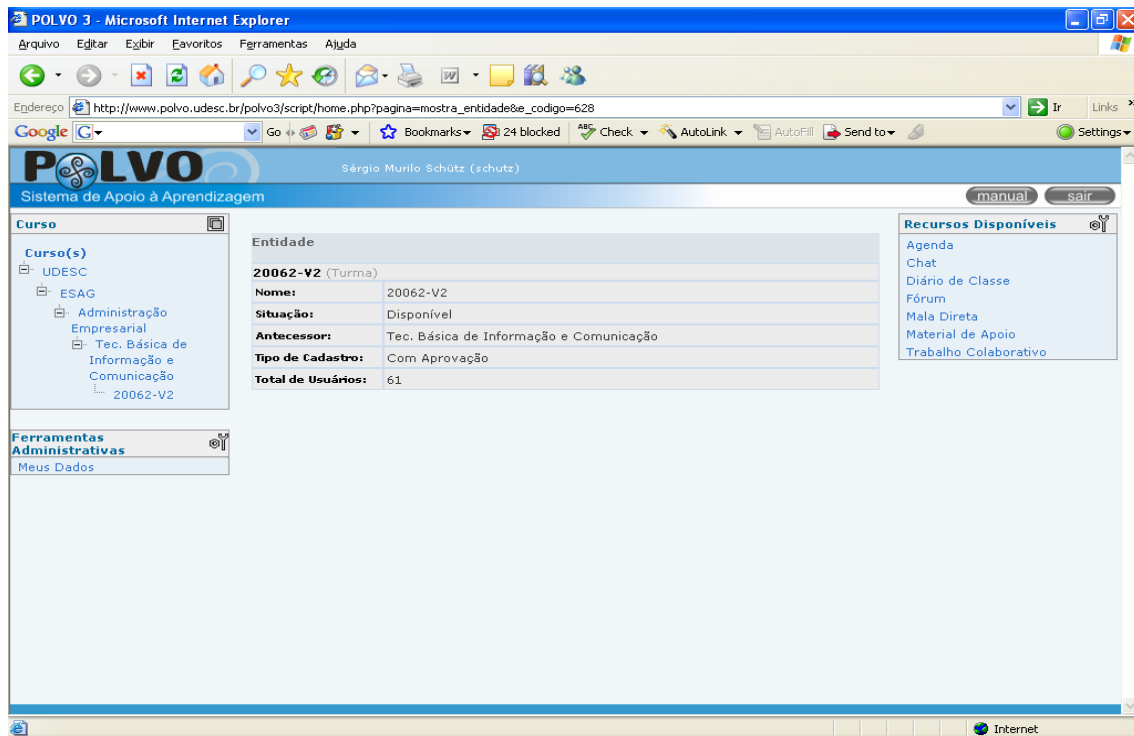 POLVO 3 - Microsoft Internet Explorer
Arquivo Editar Exibir Favoritos Ferramentas Ajuda
Endereço http://www.polvo.udesc.br/polvo3/script/home.php?pagina=mostra_entidade&e_codigo=628 Ir Links »
Google G Go Bookmarks 24 blocked ABC Check AutoLink AutoFill Send to Settings
POLVO Sérgio Murilo Schütz (schutz)
Sistema de Apoio à Aprendizagem manual sair
Curso
Curso(s)
UDESC
ESAG
Administração
Empresarial
Tec. Básica de
Informação e
Comunicação
20062-V2
Ferramentas
Administrativas
Meus Dados
Entidade
20062-V2 (Turma)
Nome: 20062-V2
Situação: Disponível
Antecessor: Tec. Básica de Informação e Comunicação
Tipo de Cadastro: Com Aprovação
Total de Usuários: 61
Recursos Disponíveis
Agenda
Chat
Diário de Classe
Fórum
Mala Direta
Material de Apoio
Trabalho Colaborativo
Internet